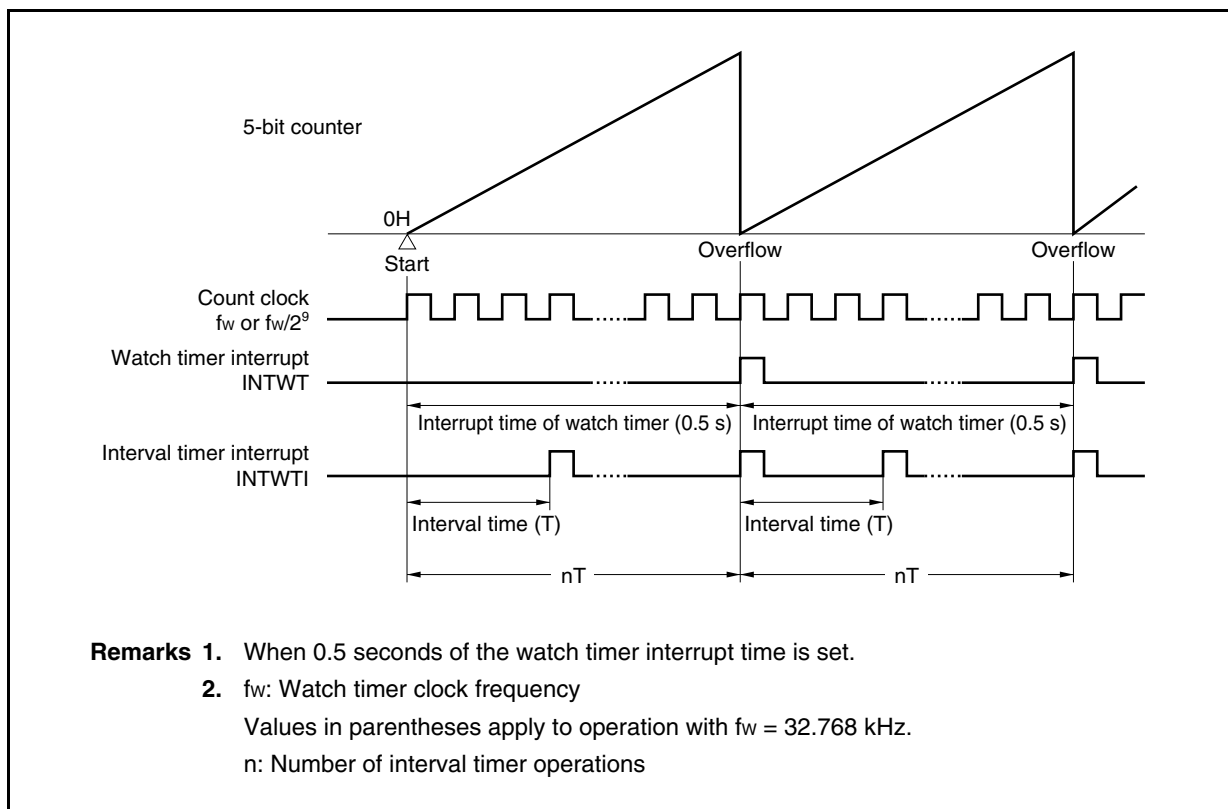 5-bit counter
0H
Start
Overflow
Overflow
Count clock
fW or fW/2⁹
Watch timer interrupt
INTWT
Interrupt time of watch timer (0.5 s)
Interrupt time of watch timer (0.5 s)
Interval timer interrupt
INTWTI
Interval time (T)
Interval time (T)
nT
nT
Remarks 1. When 0.5 seconds of the watch timer interrupt time is set.
2. fW: Watch timer clock frequency
Values in parentheses apply to operation with fW = 32.768 kHz.
n: Number of interval timer operations